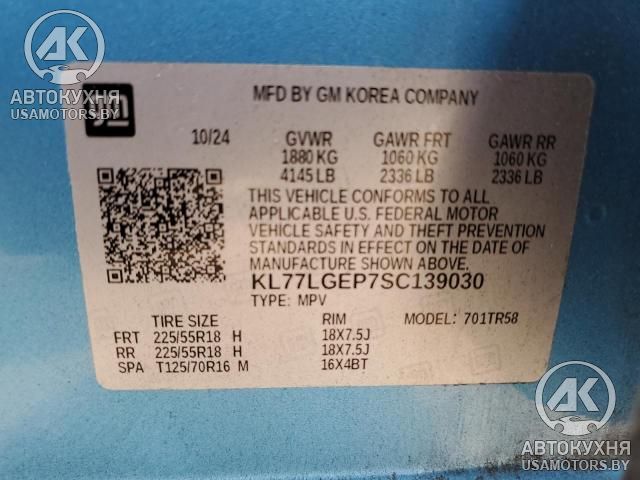 AK
АВТОКУХНЯ
USAMOTORS.BY
gm
MFD BY GM KOREA COMPANY
10/24 GVWR GAWR FRT GAWR RR
1880 KG 1060 KG 1060 KG
4145 LB 2336 LB 2336 LB
THIS VEHICLE CONFORMS TO ALL
APPLICABLE U.S. FEDERAL MOTOR
VEHICLE SAFETY AND THEFT PREVENTION
STANDARDS IN EFFECT ON THE DATE OF
MANUFACTURE SHOWN ABOVE.
KL77LGEP7SC139030
TYPE: MPV
TIRE SIZE RIM MODEL: 701TR58
FRT 225/55R18 H 18X7.5J
RR 225/55R18 H 18X7.5J
SPA T125/70R16 M 16X4BT
AK
АВТОКУХНЯ
USAMOTORS.BY